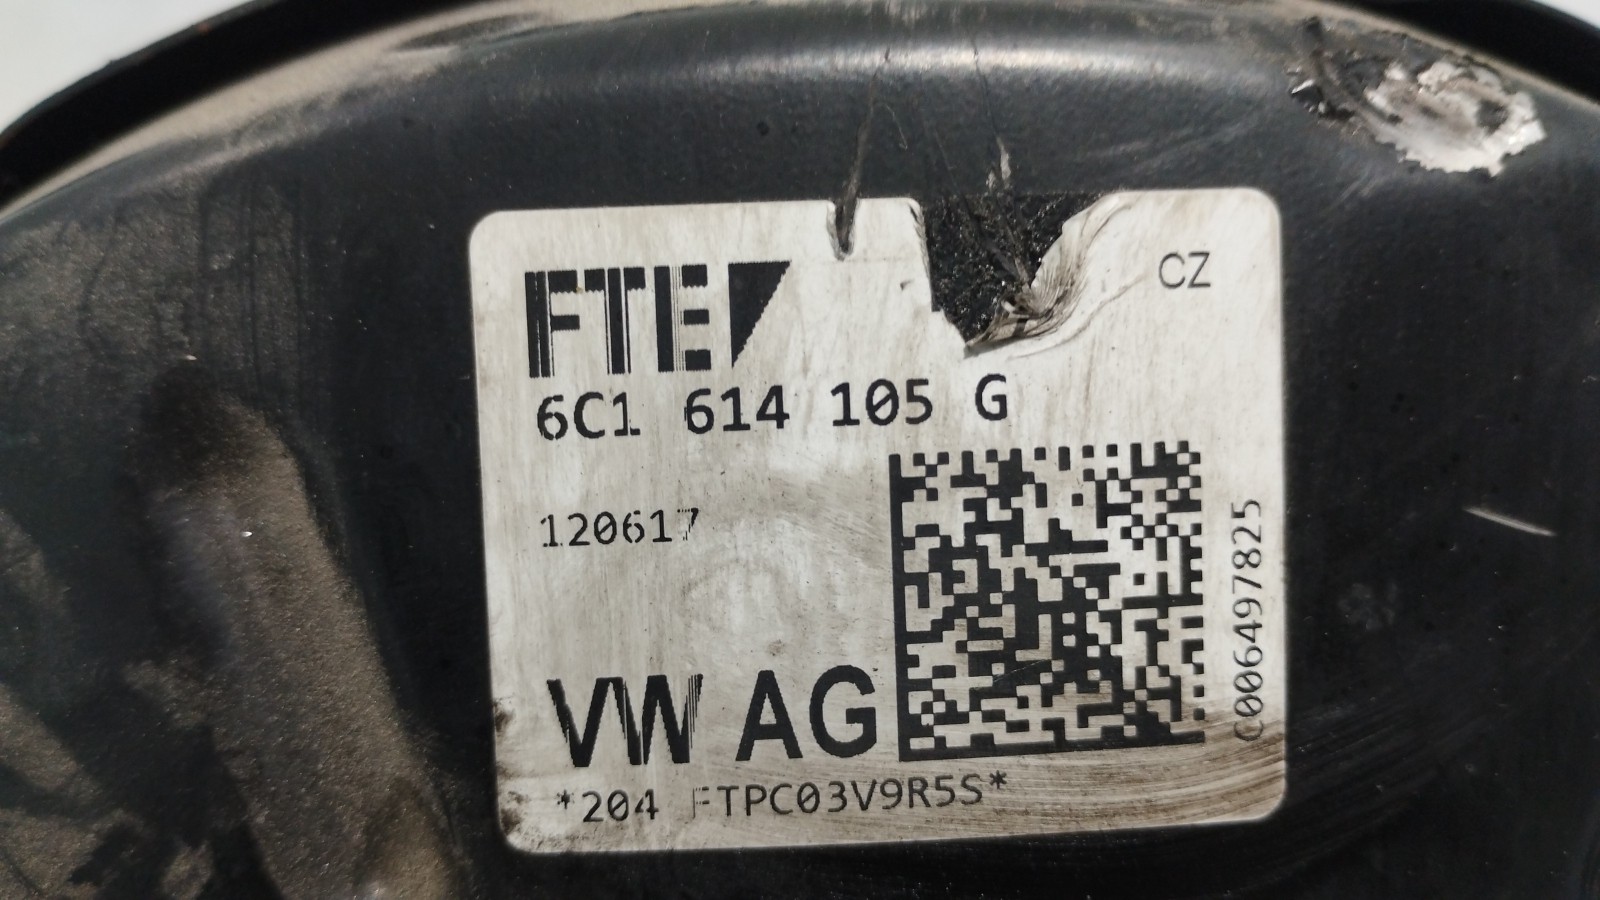 FTE
CZ
6C1 614 105 G
120617
VW AG
*204 FTPC03V9R5S*
C006497825